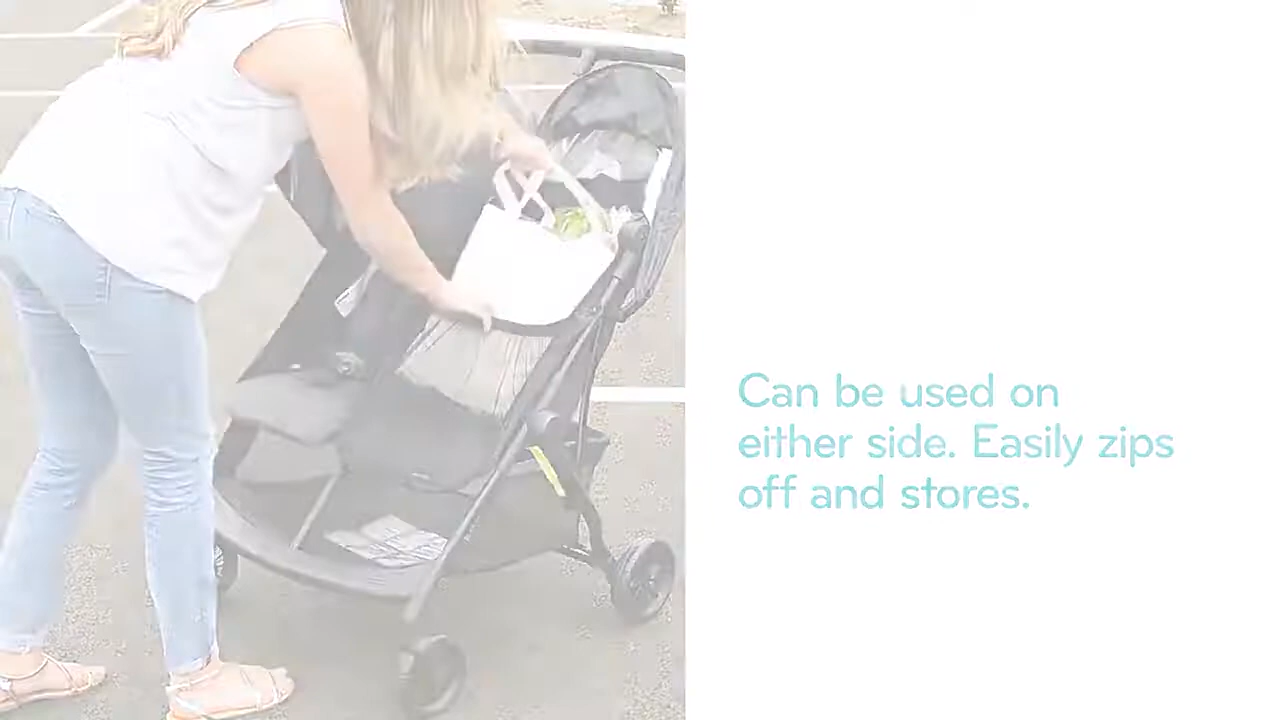 Can be used on
either side. Easily zips
off and stores.